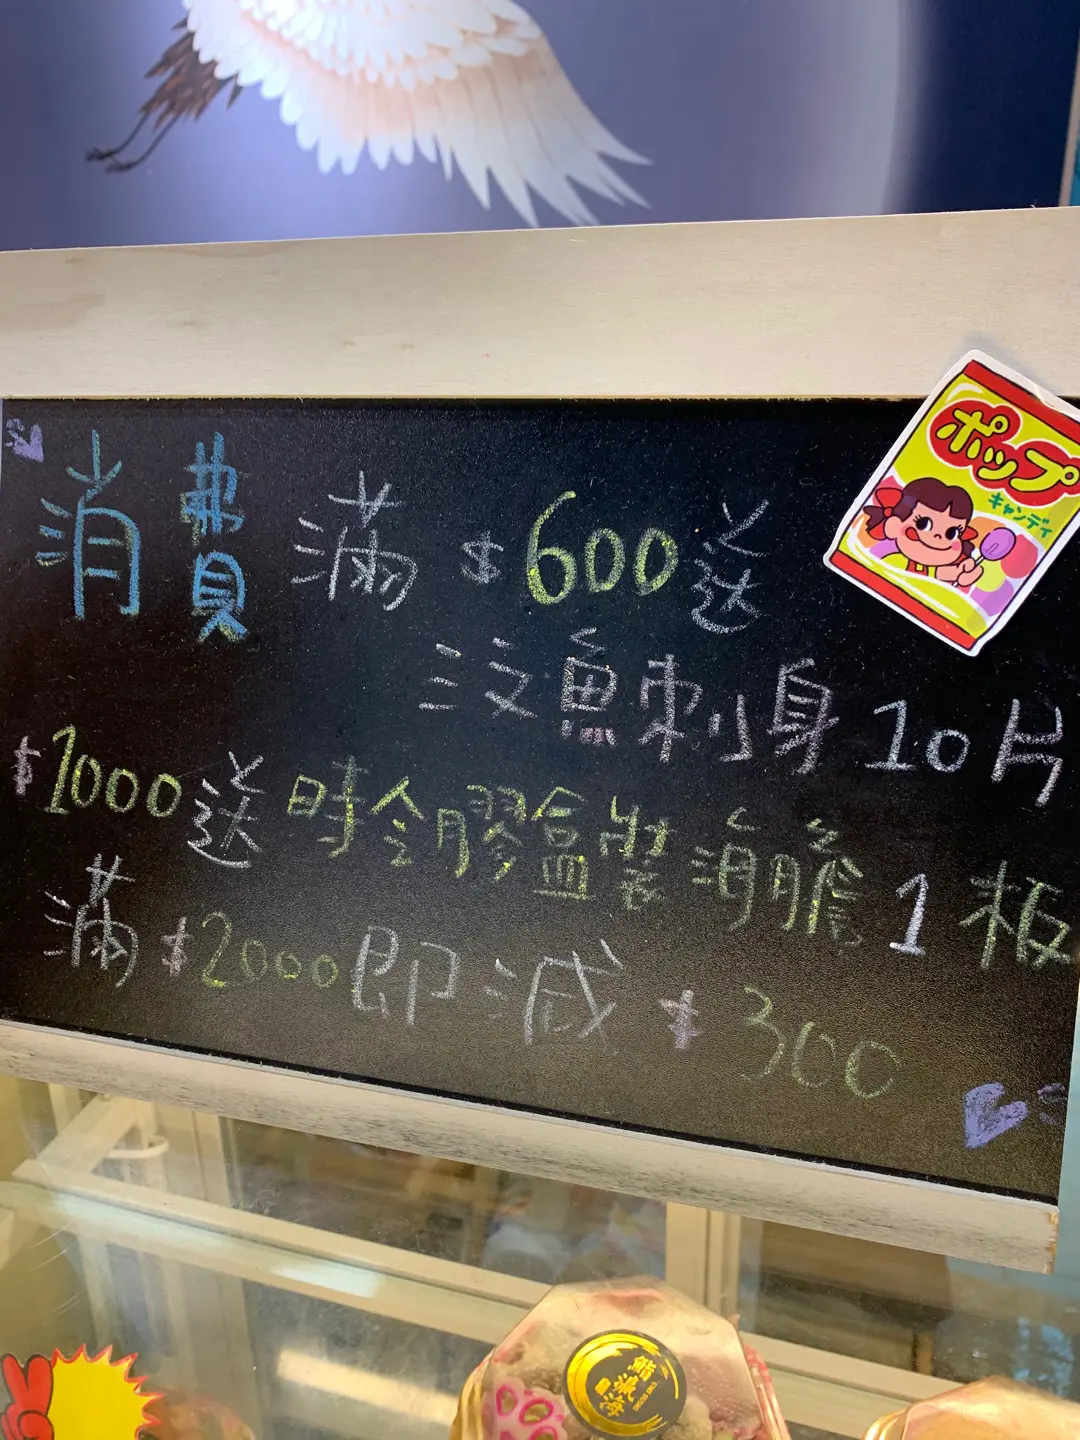 消費滿$600送
三文魚刺身10片
$1000送時令膠盒裝海膽1板
滿$2000即減$300
ポップ
キャンディ